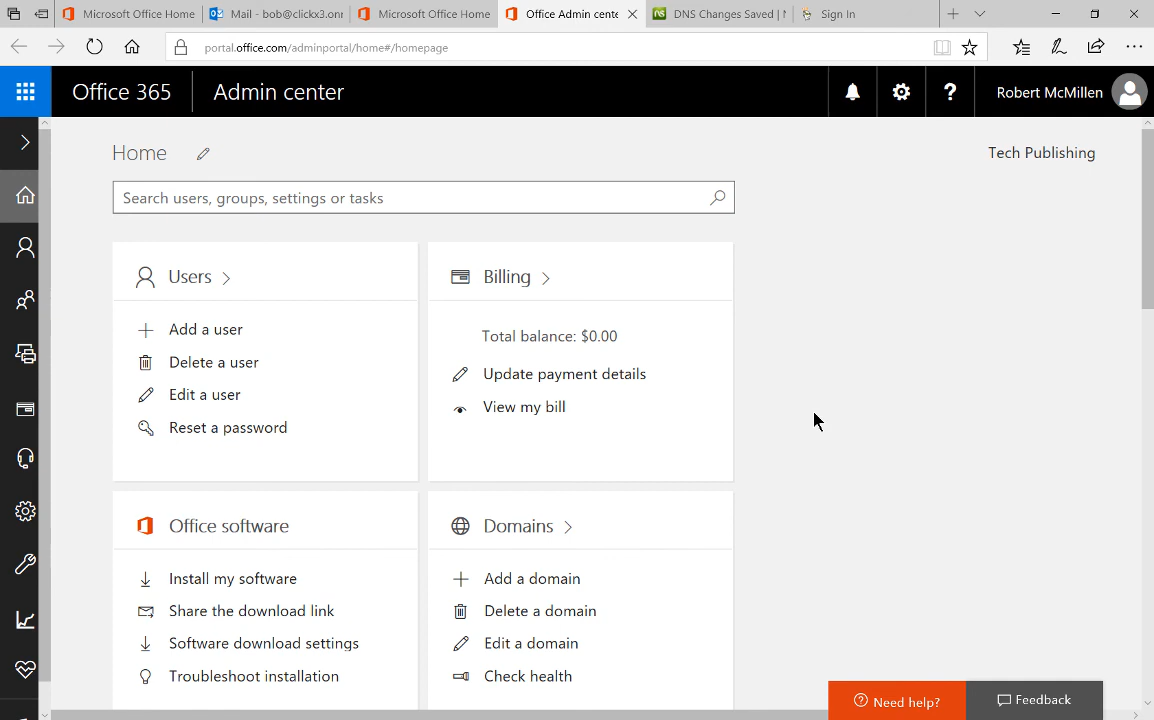 Microsoft Office Home
Mail - bob@clickx3.onr
Microsoft Office Home
Office Admin cente
DNS Changes Saved | N
Sign In
portal.office.com/adminportal/home#/homepage
Office 365
Admin center
?
Robert McMillen
Home
Tech Publishing
Search users, groups, settings or tasks
Users
Add a user
Delete a user
Edit a user
Reset a password
Billing
Total balance: $0.00
Update payment details
View my bill
Office software
Install my software
Share the download link
Software download settings
Troubleshoot installation
Domains
Add a domain
Delete a domain
Edit a domain
Check health
Need help?
Feedback